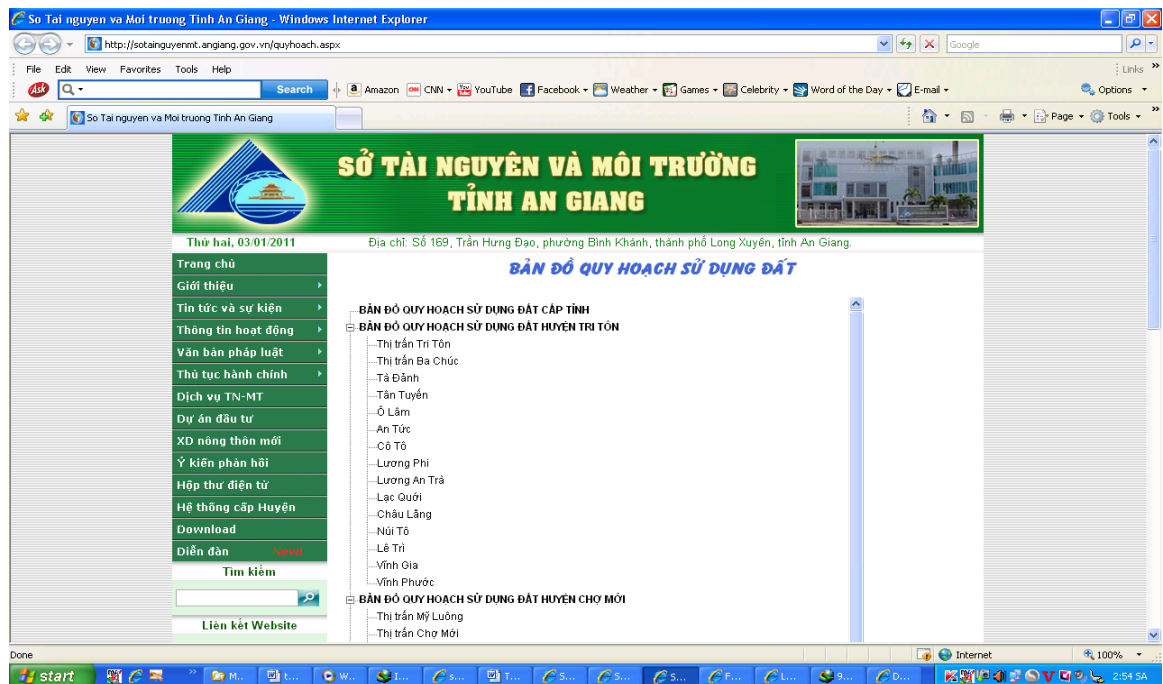 So Tai nguyen va Moi truong Tinh An Giang - Windows Internet Explorer
http://sotainguyenmt.angiang.gov.vn/quyhoach.aspx
Google
File Edit View Favorites Tools Help
Links »
Ask
Search
Amazon CNN YouTube Facebook Weather Games Celebrity Word of the Day E-mail
Options
So Tai nguyen va Moi truong Tinh An Giang
Page Tools »
SỞ TÀI NGUYÊN VÀ MÔI TRƯỜNG
TỈNH AN GIANG
Thứ hai, 03/01/2011
Địa chỉ: Số 169, Trần Hưng Đạo, phường Bình Khánh, thành phố Long Xuyên, tỉnh An Giang.
Trang chủ
Giới thiệu
Tin tức và sự kiện
Thông tin hoạt động
Văn bản pháp luật
Thủ tục hành chính
Dịch vụ TN-MT
Dự án đầu tư
XD nông thôn mới
Ý kiến phản hồi
Hộp thư điện tử
Hệ thống cấp Huyện
Download
Diễn đàn
Tìm kiếm
Liên kết Website
BẢN ĐỒ QUY HOẠCH SỬ DỤNG ĐẤT
BẢN ĐỒ QUY HOẠCH SỬ DỤNG ĐẤT CẤP TỈNH
BẢN ĐỒ QUY HOẠCH SỬ DỤNG ĐẤT HUYỆN TRI TÔN
Thị trấn Tri Tôn
Thị trấn Ba Chúc
Tà Đảnh
Tân Tuyến
Ô Lâm
An Tức
Cô Tô
Lương Phi
Lương An Trà
Lạc Quới
Châu Lăng
Núi Tô
Lê Trì
Vĩnh Gia
Vĩnh Phước
BẢN ĐỒ QUY HOẠCH SỬ DỤNG ĐẤT HUYỆN CHỢ MỚI
Thị trấn Mỹ Luông
Thị trấn Chợ Mới
Done
Internet
100%
start
» M.. t... W.. I... s... T... S... S... s... F... L... 9... D...
2:54 SA